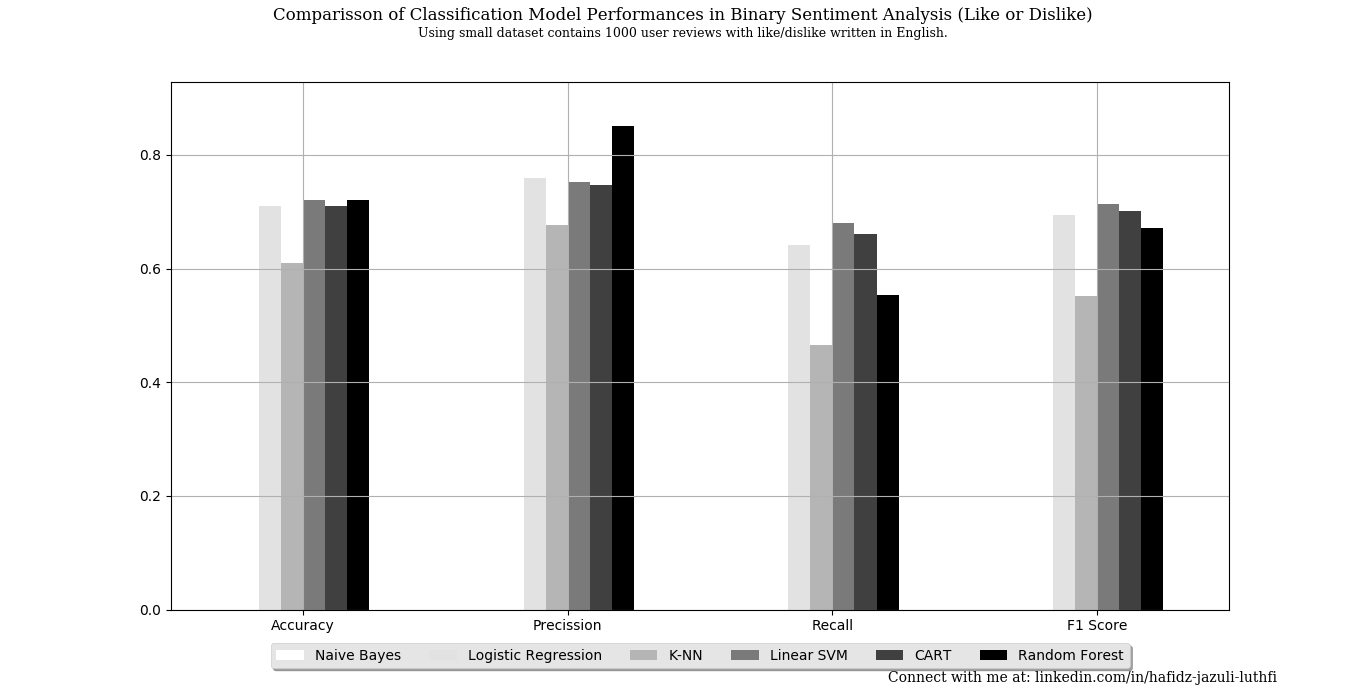 Comparisson of Classification Model Performances in Binary Sentiment Analysis (Like or Dislike)
Using small dataset contains 1000 user reviews with like/dislike written in English.
0.8
0.6
0.4
0.2
0.0
Accuracy Precission Recall F1 Score
Naive Bayes Logistic Regression K-NN Linear SVM CART Random Forest
Connect with me at: linkedin.com/in/hafidz-jazuli-luthfi